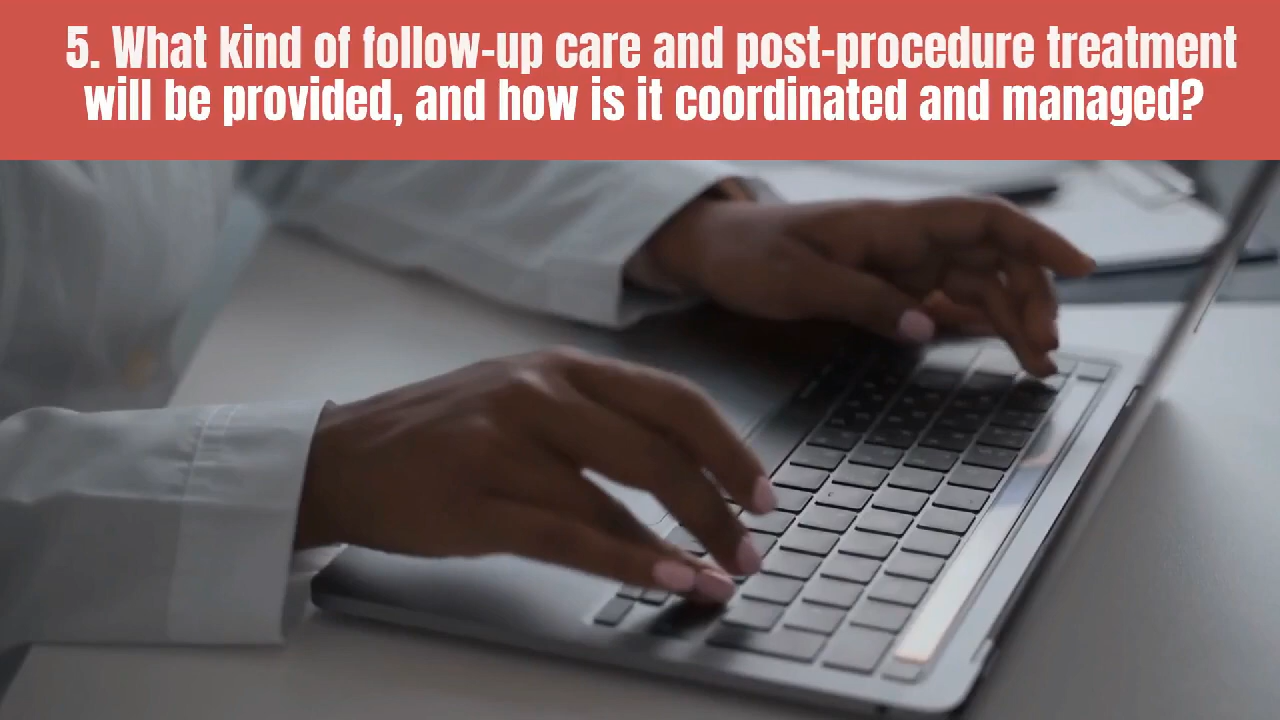 5. What kind of follow-up care and post-procedure treatment
will be provided, and how is it coordinated and managed?